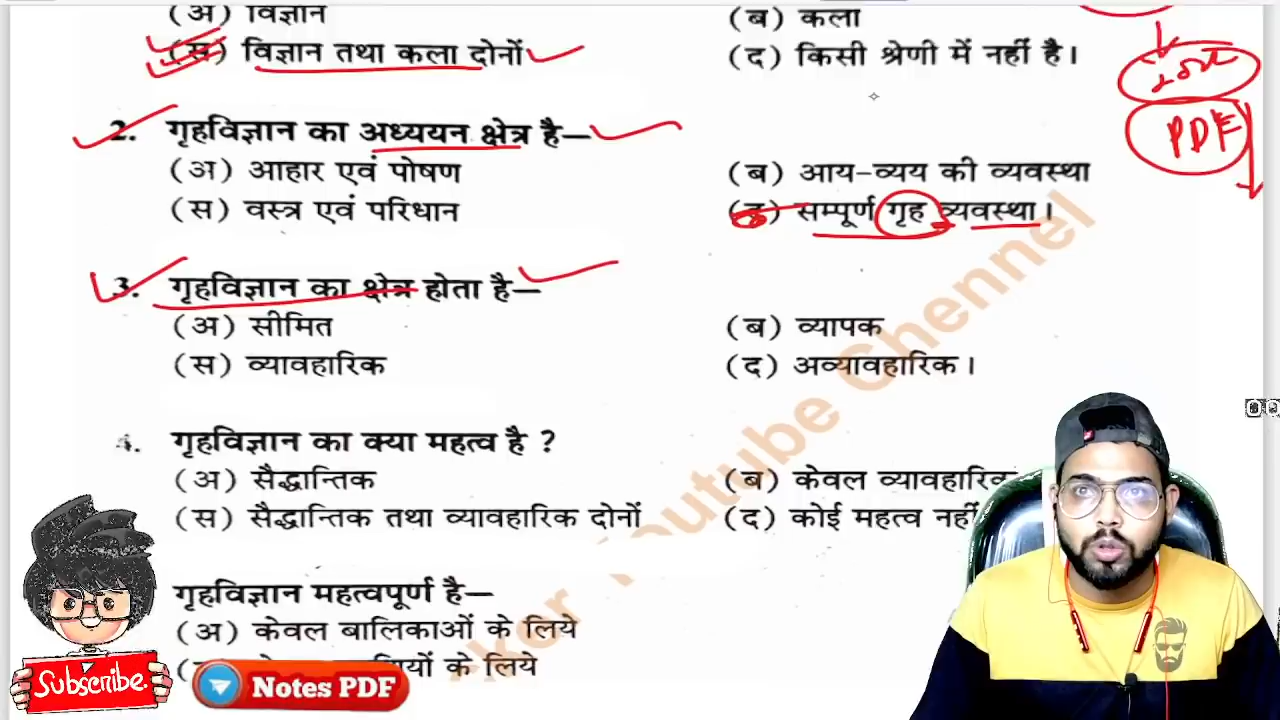 (अ) विज्ञान (ब) कला
(स) विज्ञान तथा कला दोनों (द) किसी श्रेणी में नहीं है।
2. गृहविज्ञान का अध्ययन क्षेत्र है—
(अ) आहार एवं पोषण (ब) आय-व्यय की व्यवस्था
(स) वस्त्र एवं परिधान (द) सम्पूर्ण गृह व्यवस्था।
PDF
3. गृहविज्ञान का क्षेत्र होता है—
(अ) सीमित (ब) व्यापक
(स) व्यावहारिक (द) अव्यावहारिक।
4. गृहविज्ञान का क्या महत्व है ?
(अ) सैद्धान्तिक (ब) केवल
(स) सैद्धान्तिक तथा व्यावहारिक दोनों (द) कोई महत्व नहीं
गृहविज्ञान महत्वपूर्ण है—
(अ) केवल बालिकाओं के लिये
के लिये
Youtube Chennel
Subscribe.
Notes PDF